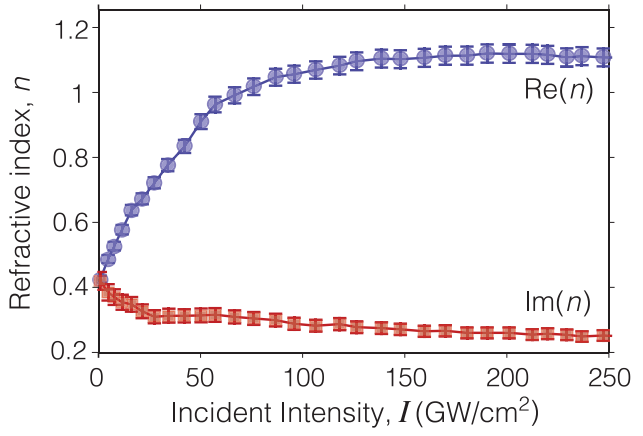 Refractive index, n
1.2
1
0.8
0.6
0.4
0.2
Re(n)
Im(n)
0 50 100 150 200 250
Incident Intensity, I (GW/cm²)